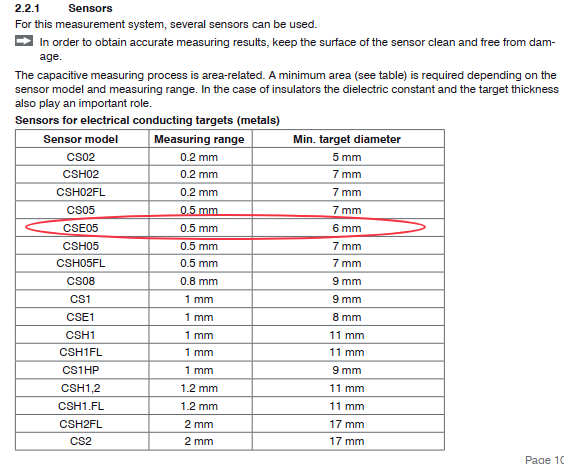 2.2.1 Sensors
For this measurement system, several sensors can be used.
In order to obtain accurate measuring results, keep the surface of the sensor clean and free from dam-
age.
The capacitive measuring process is area-related. A minimum area (see table) is required depending on the
sensor model and measuring range. In the case of insulators the dielectric constant and the target thickness
also play an important role.
Sensors for electrical conducting targets (metals)
Sensor model Measuring range Min. target diameter
CS02 0.2 mm 5 mm
CSH02 0.2 mm 7 mm
CSH02FL 0.2 mm 7 mm
CS05 0.5 mm 7 mm
CSE05 0.5 mm 6 mm
CSH05 0.5 mm 7 mm
CSH05FL 0.5 mm 7 mm
CS08 0.8 mm 9 mm
CS1 1 mm 9 mm
CSE1 1 mm 8 mm
CSH1 1 mm 11 mm
CSH1FL 1 mm 11 mm
CS1HP 1 mm 9 mm
CSH1,2 1.2 mm 11 mm
CSH1.FL 1.2 mm 11 mm
CSH2FL 2 mm 17 mm
CS2 2 mm 17 mm
Page 10